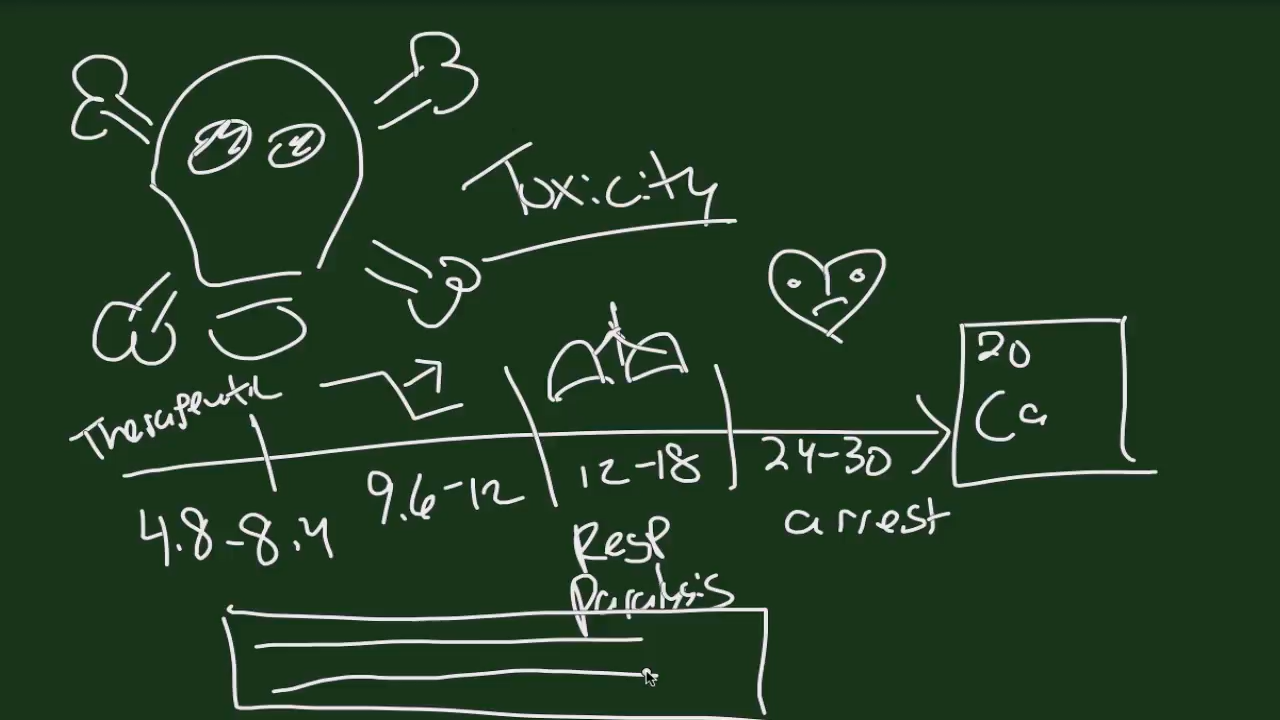 Toxicity
20
Ca
Therapeutic
4.8-8.4
9.6-12
12-18
24-30
Resp
Paralysis
arrest